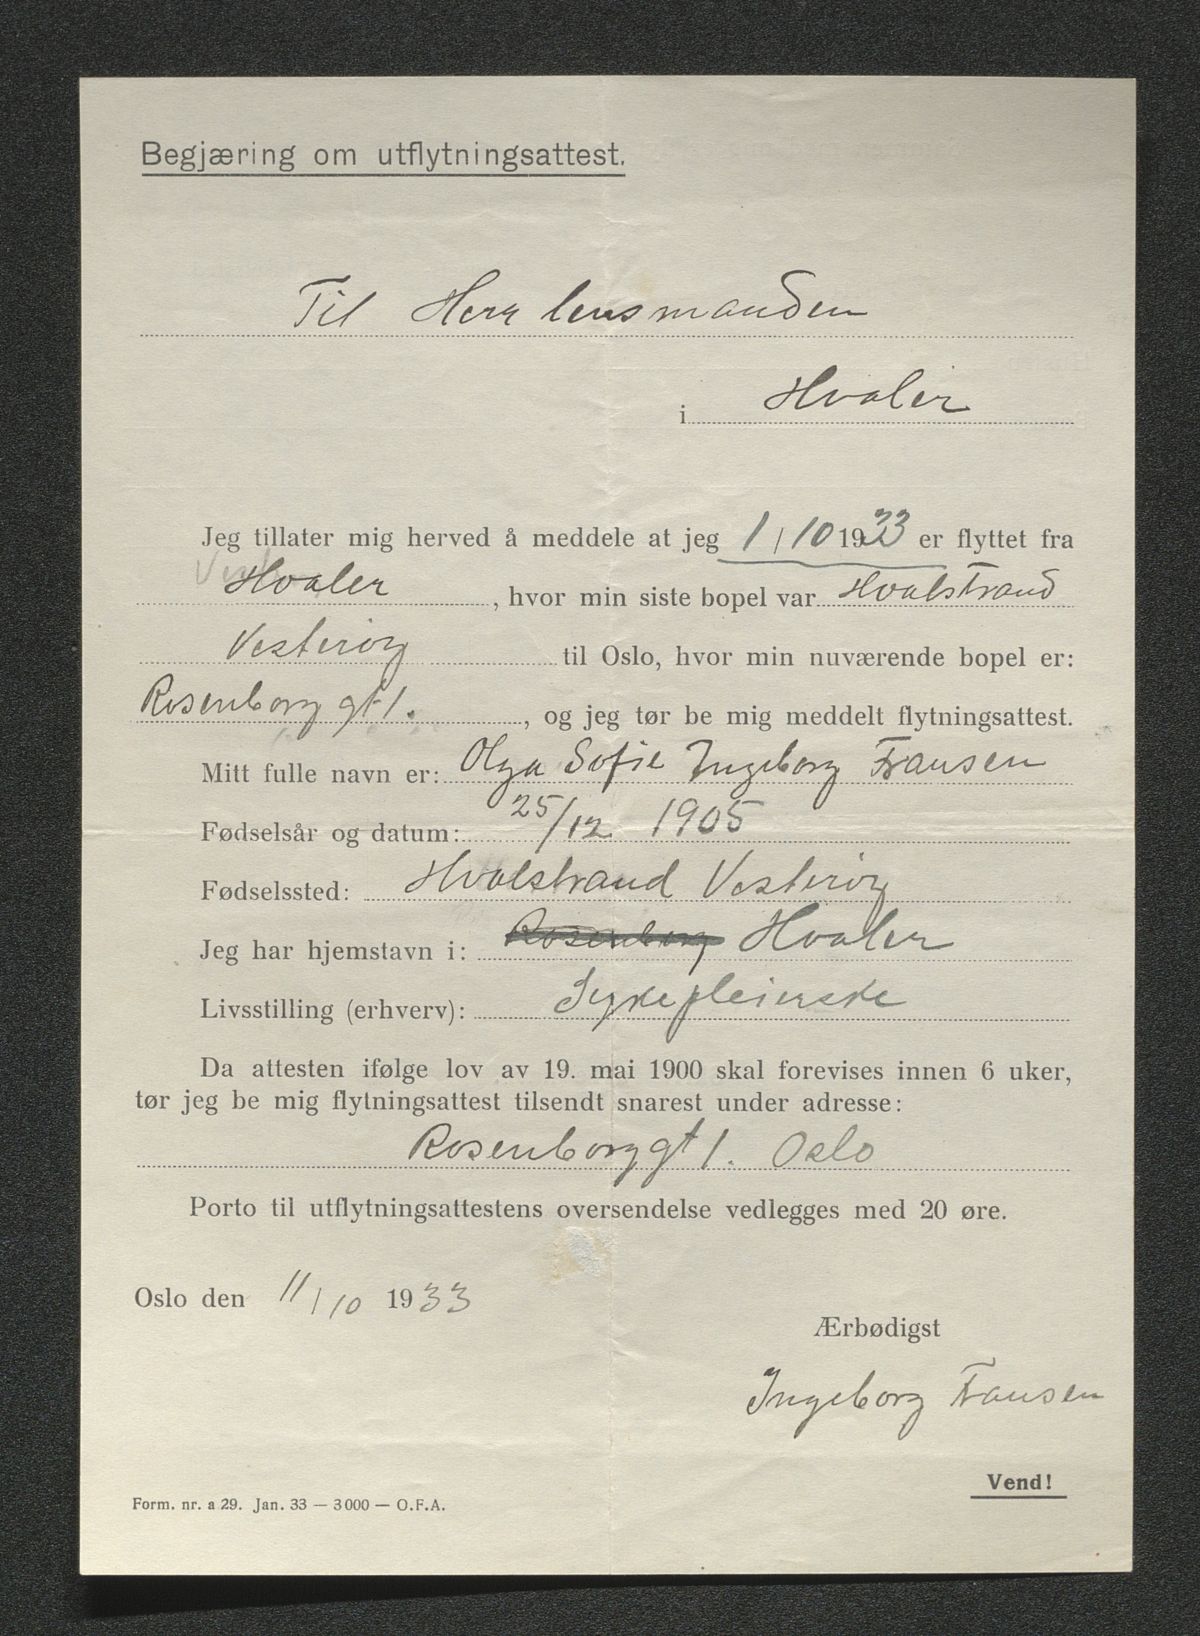 Begjæring om utflytningsattest.
Til Herr lensmanden
i Hvaler
Jeg tillater mig herved å meddele at jeg 1/10 1933 er flyttet fra
Hvaler, hvor min siste bopel var Hvalstrand
Vesterøy til Oslo, hvor min nuværende bopel er:
Rosenborg gt 1., og jeg tør be mig meddelt flytningsattest.
Mitt fulle navn er: Olga Sofie Ingeborg Fransen
Fødselsår og datum: 25/12 1905
Fødselssted: Hvalstrand Vesterøy
Jeg har hjemstavn i: Rosenborg Hvaler
Livsstilling (erhverv): Sykepleierske
Da attesten ifølge lov av 19. mai 1900 skal forevises innen 6 uker,
tør jeg be mig flytningsattest tilsendt snarest under adresse:
Rosenborg gt 1. Oslo
Porto til utflytningsattestens oversendelse vedlegges med 20 øre.
Oslo den 11/10 1933
Ærbødigst
Ingeborg Fransen
Vend!
Form. nr. a 29. Jan. 33 — 3000 — O.F.A.